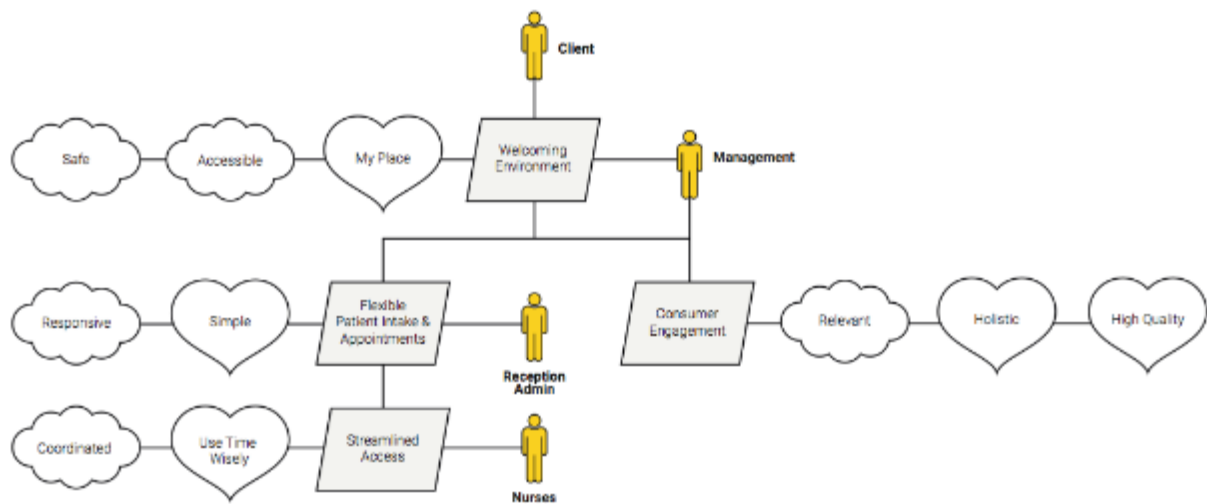 Client
Safe
Accessible
My Place
Welcoming
Environment
Management
Responsive
Simple
Flexible
Patient Intake &
Appointments
Reception
Admin
Consumer
Engagement
Relevant
Holistic
High Quality
Coordinated
Use Time
Wisely
Streamlined
Access
Nurses